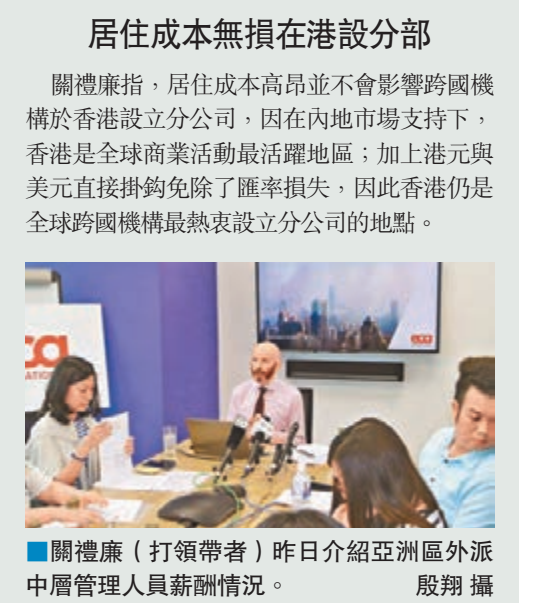 居住成本無損在港設分部
關禮廉指，居住成本高昂並不會影響跨國機
構於香港設立分公司，因在內地市場支持下，
香港是全球商業活動最活躍地區；加上港元與
美元直接掛鈎免除了匯率損失，因此香港仍是
全球跨國機構最熱衷設立分公司的地點。
ca
■關禮廉（打領帶者）昨日介紹亞洲區外派
中層管理人員薪酬情況。 殷翔 攝